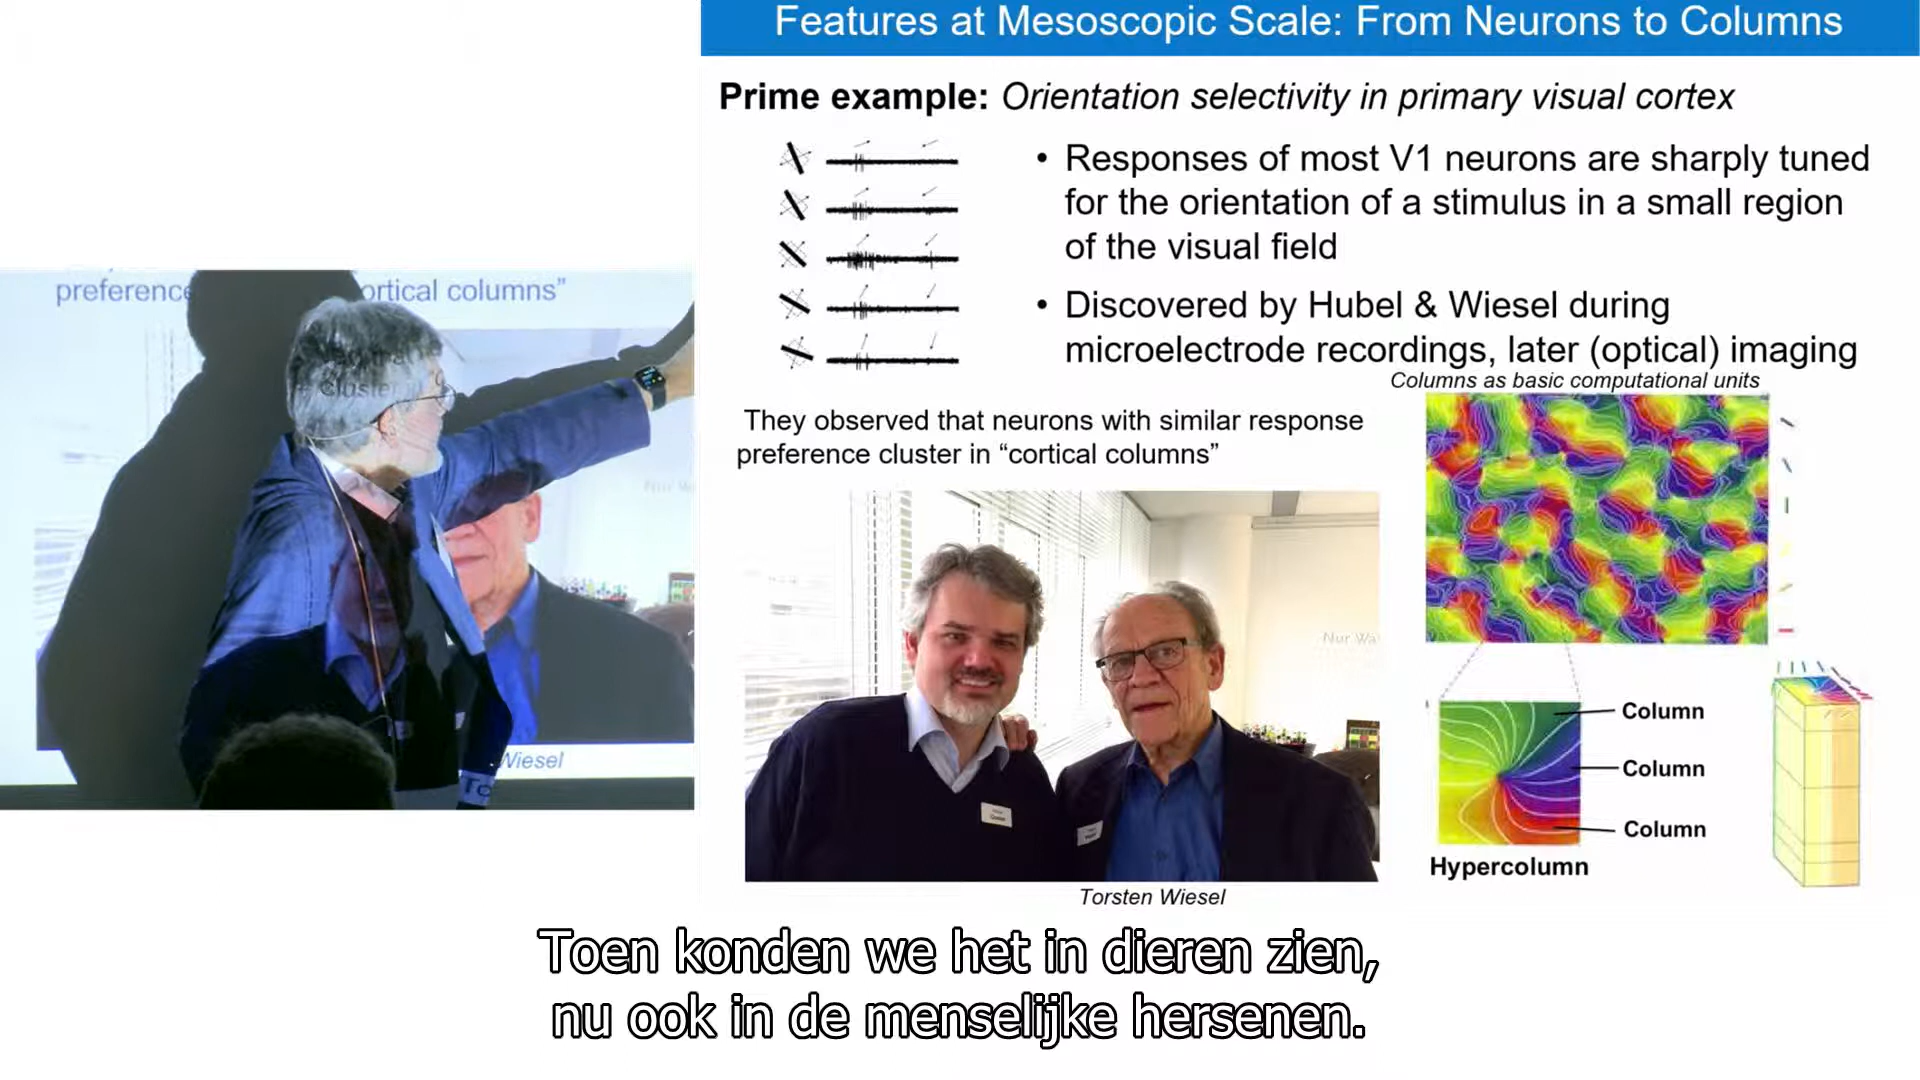 Features at Mesoscopic Scale: From Neurons to Columns
Prime example: Orientation selectivity in primary visual cortex
• Responses of most V1 neurons are sharply tuned
for the orientation of a stimulus in a small region
of the visual field
• Discovered by Hubel & Wiesel during
microelectrode recordings, later (optical) imaging
Columns as basic computational units
They observed that neurons with similar response
preference cluster in “cortical columns”
Column
Column
Column
Hypercolumn
Torsten Wiesel
preference
ortical columns”
Wiesel
Toen konden we het in dieren zien,
nu ook in de menselijke hersenen.